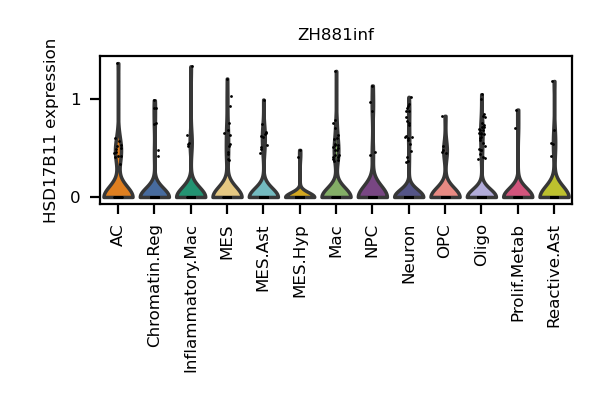 ZH881inf
HSD17B11 expression
1
0
AC
Chromatin.Reg
Inflammatory.Mac
MES
MES.Ast
MES.Hyp
Mac
NPC
Neuron
OPC
Oligo
Prolif.Metab
Reactive.Ast